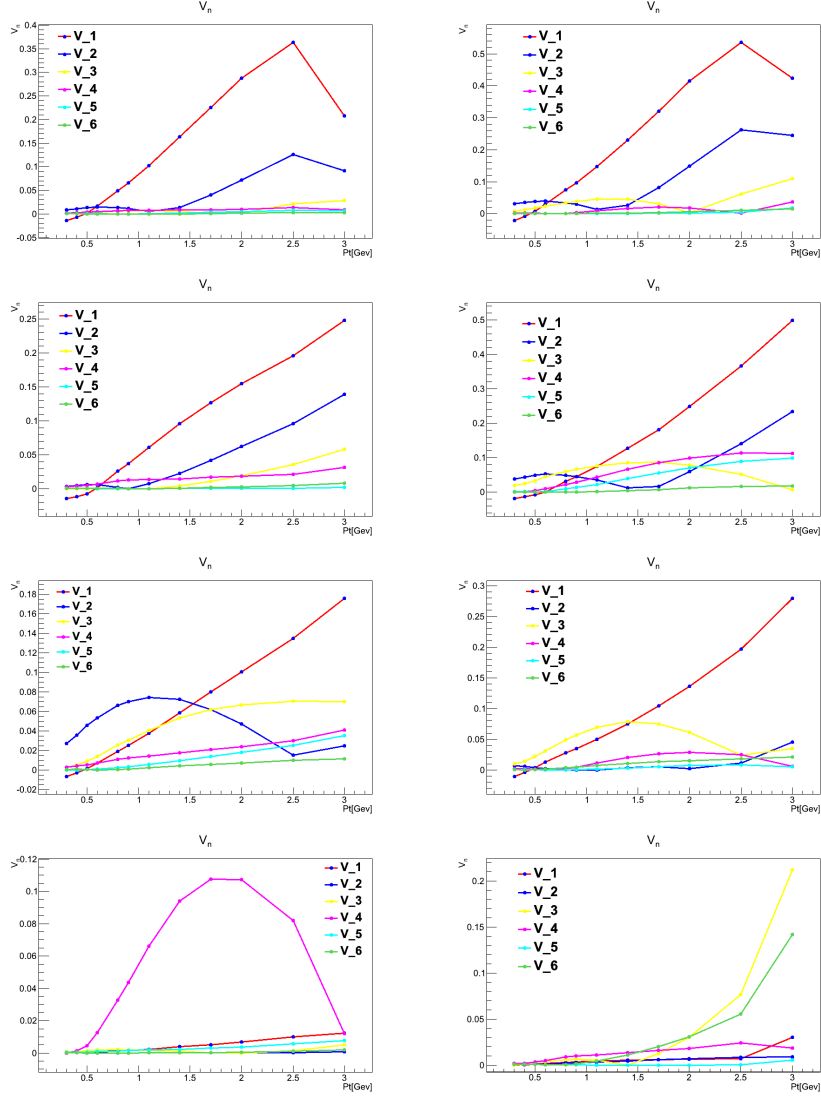 V_n
V_n
0.4
0.35
0.3
0.25
0.2
0.15
0.1
0.05
0
-0.05
V_1
V_2
V_3
V_4
V_5
V_6
0.5 1 1.5 2 2.5 3
Pt[Gev]
V_n
V_n
0.5
0.4
0.3
0.2
0.1
0
V_1
V_2
V_3
V_4
V_5
V_6
0.5 1 1.5 2 2.5 3
Pt[Gev]
V_n
V_n
0.25
0.2
0.15
0.1
0.05
0
V_1
V_2
V_3
V_4
V_5
V_6
0.5 1 1.5 2 2.5 3
Pt[Gev]
V_n
V_n
0.5
0.4
0.3
0.2
0.1
0
V_1
V_2
V_3
V_4
V_5
V_6
0.5 1 1.5 2 2.5 3
Pt[Gev]
V_n
V_n
0.18
0.16
0.14
0.12
0.1
0.08
0.06
0.04
0.02
0
-0.02
V_1
V_2
V_3
V_4
V_5
V_6
0.5 1 1.5 2 2.5 3
Pt[Gev]
V_n
V_n
0.3
0.25
0.2
0.15
0.1
0.05
0
V_1
V_2
V_3
V_4
V_5
V_6
0.5 1 1.5 2 2.5 3
Pt[Gev]
V_n
V_n
0.12
0.1
0.08
0.06
0.04
0.02
0
V_1
V_2
V_3
V_4
V_5
V_6
0.5 1 1.5 2 2.5 3
Pt[Gev]
V_n
V_n
0.2
0.15
0.1
0.05
0
V_1
V_2
V_3
V_4
V_5
V_6
0.5 1 1.5 2 2.5 3
Pt[Gev]